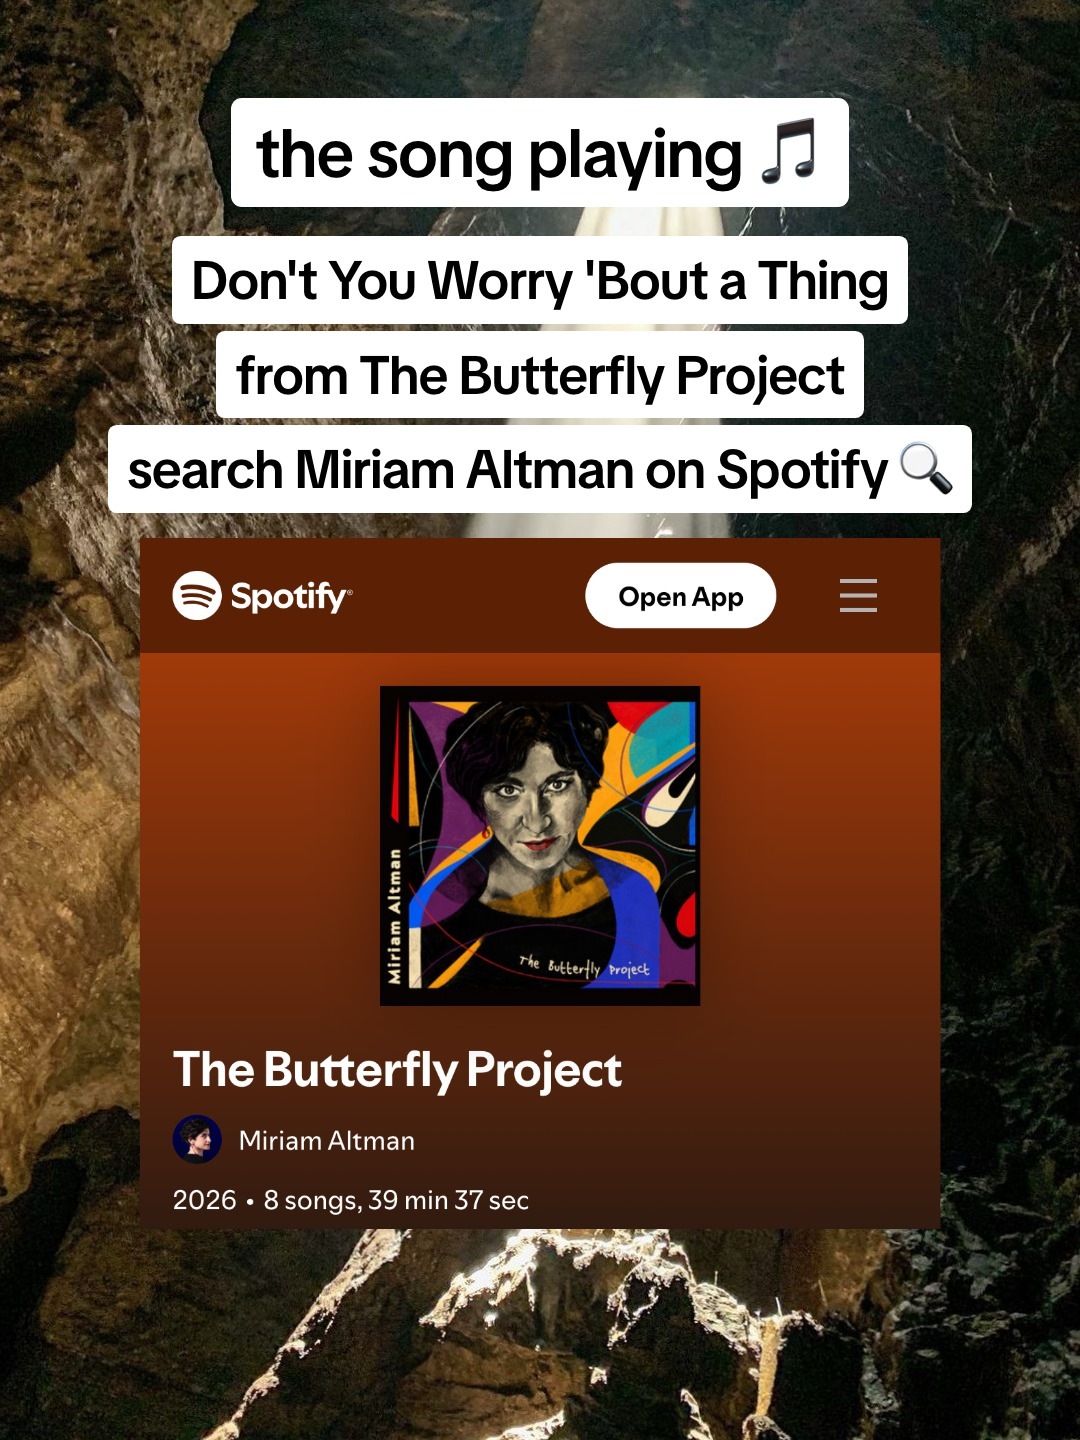 the song playing 🎵
Don't You Worry 'Bout a Thing
from The Butterfly Project
search Miriam Altman on Spotify 🔍
Spotify®
Open App
Miriam Altman
The Butterfly Project
The Butterfly Project
Miriam Altman
2026 • 8 songs, 39 min 37 sec